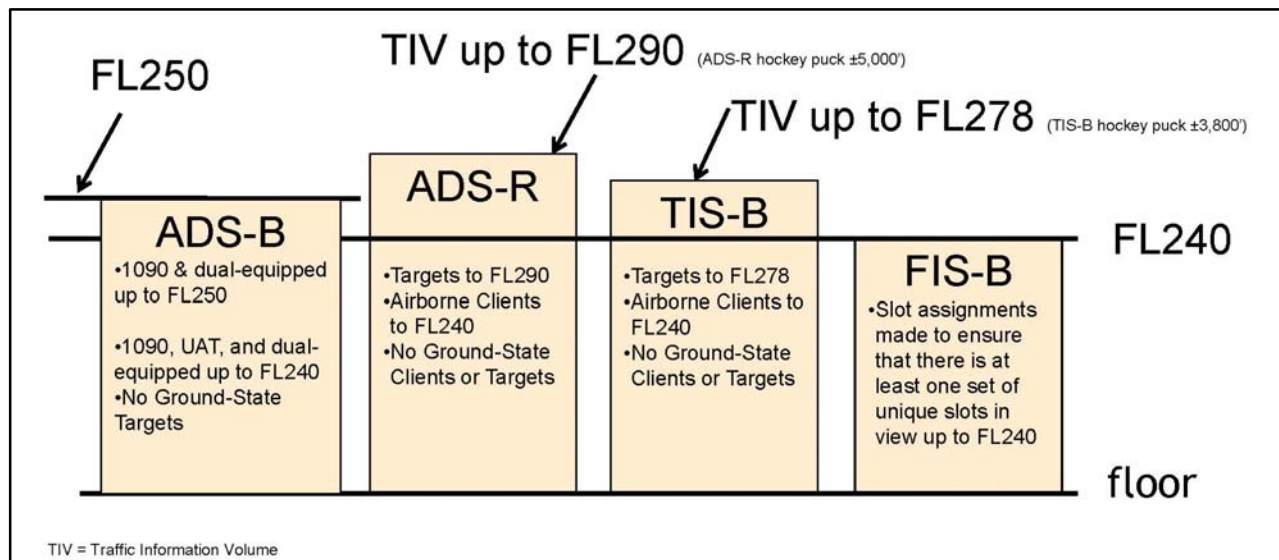 FL250
TIV up to FL290 (ADS-R hockey puck ±5,000')
TIV up to FL278 (TIS-B hockey puck ±3,800')
ADS-B
•1090 & dual-equipped
up to FL250
•1090, UAT, and dual-
equipped up to FL240
•No Ground-State
Targets
ADS-R
•Targets to FL290
•Airborne Clients
to FL240
•No Ground-State
Clients or Targets
TIS-B
•Targets to FL278
•Airborne Clients to
FL240
•No Ground-State
Clients or Targets
FL240
FIS-B
•Slot assignments
made to ensure
that there is at
least one set of
unique slots in
view up to FL240
floor
TIV = Traffic Information Volume